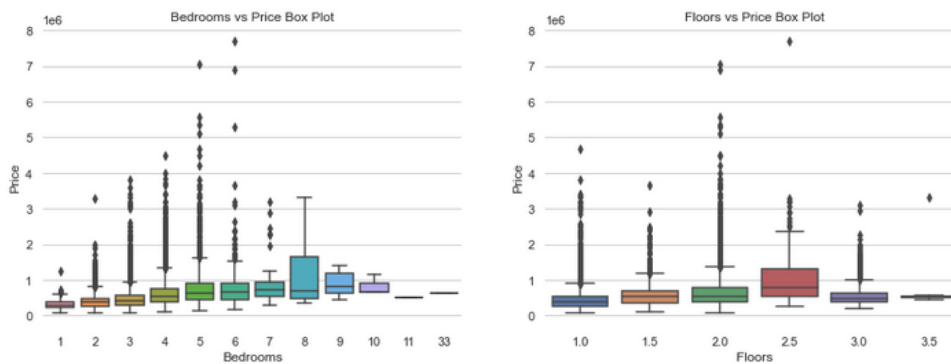 Bedrooms vs Price Box Plot
1e6
8
7
6
5
4
3
2
1
0
Price
1 2 3 4 5 6 7 8 9 10 11 33
Bedrooms
Floors vs Price Box Plot
1e6
8
7
6
5
4
3
2
1
0
Price
1.0 1.5 2.0 2.5 3.0 3.5
Floors